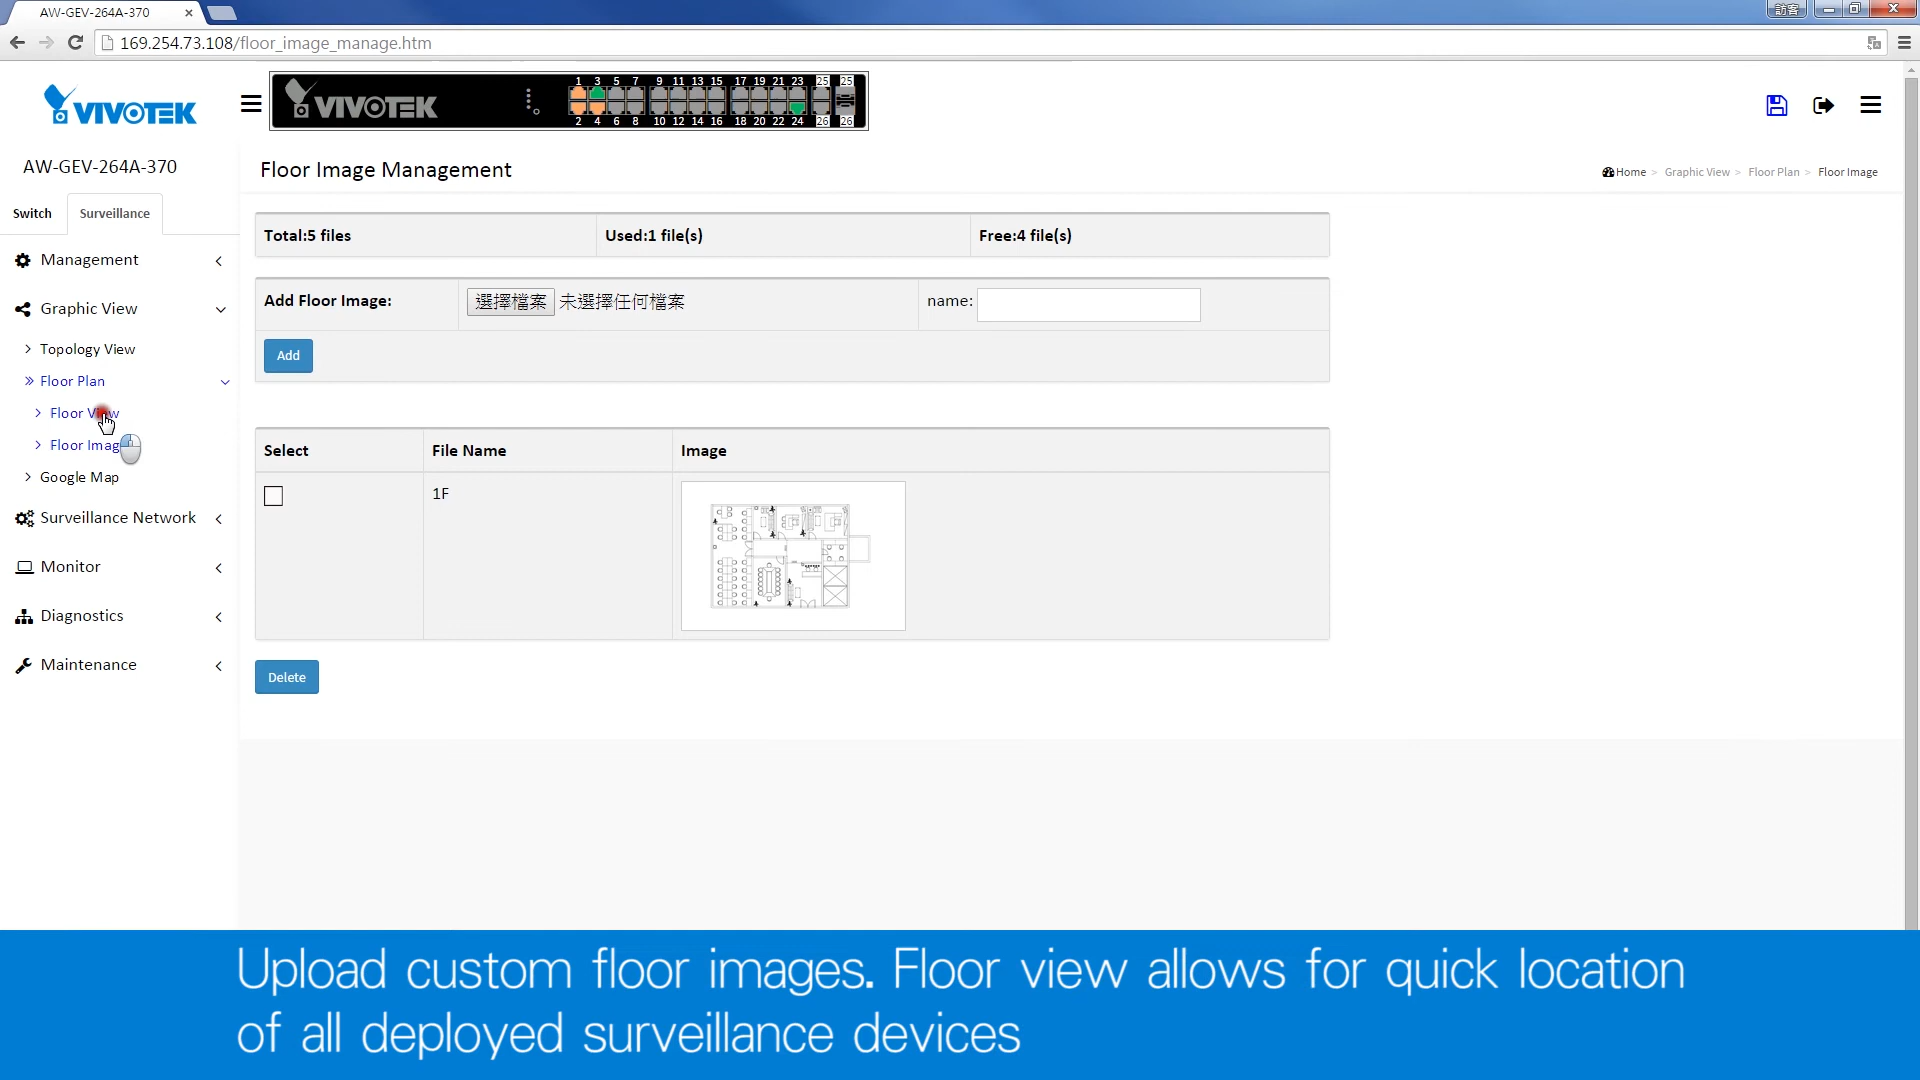 AW-GEV-264A-370
訪客
169.254.73.108/floor_image_manage.htm
VIVOTEK
VIVOTEK
1 3 5 7 9 11 13 15 17 19 21 23 25 25
2 4 6 8 10 12 14 16 18 20 22 24 26 26
AW-GEV-264A-370
Floor Image Management
Home > Graphic View > Floor Plan > Floor Image
Switch
Surveillance
Management
Graphic View
Topology View
Floor Plan
Floor View
Floor Imag
Google Map
Surveillance Network
Monitor
Diagnostics
Maintenance
Total:5 files
Used:1 file(s)
Free:4 file(s)
Add Floor Image:
選擇檔案 未選擇任何檔案
name:
Add
Select
File Name
Image
1F
Delete
Upload custom floor images. Floor view allows for quick location
of all deployed surveillance devices